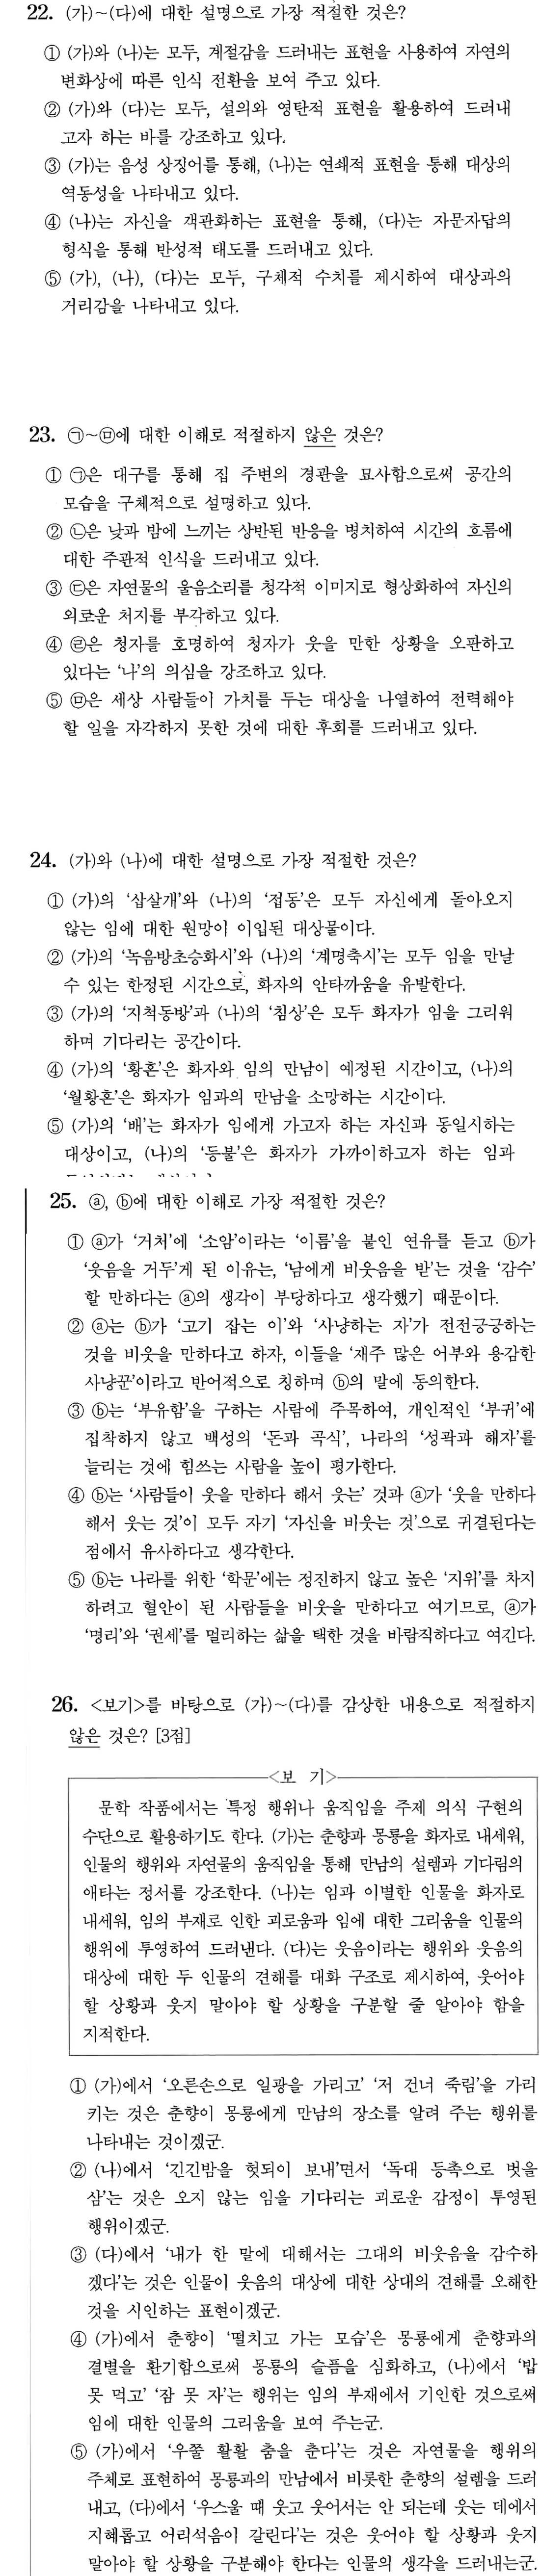 22. (가)~(다)에 대한 설명으로 가장 적절한 것은?
① (가)와 (나)는 모두, 계절감을 드러내는 표현을 사용하여 자연의
변화상에 따른 인식 전환을 보여 주고 있다.
② (가)와 (다)는 모두, 설의와 영탄적 표현을 활용하여 드러내
고자 하는 바를 강조하고 있다.
③ (가)는 음성 상징어를 통해, (나)는 연쇄적 표현을 통해 대상의
역동성을 나타내고 있다.
④ (나)는 자신을 객관화하는 표현을 통해, (다)는 자문자답의
형식을 통해 반성적 태도를 드러내고 있다.
⑤ (가), (나), (다)는 모두, 구체적 수치를 제시하여 대상과의
거리감을 나타내고 있다.
23. ㉠~㉤에 대한 이해로 적절하지 않은 것은?
① ㉠은 대구를 통해 집 주변의 경관을 묘사함으로써 공간의
모습을 구체적으로 설명하고 있다.
② ㉡은 낮과 밤에 느끼는 상반된 반응을 병치하여 시간의 흐름에
대한 주관적 인식을 드러내고 있다.
③ ㉢은 자연물의 울음소리를 청각적 이미지로 형상화하여 자신의
외로운 처지를 부각하고 있다.
④ ㉣은 청자를 호명하여 청자가 웃을 만한 상황을 오판하고
있다는 ‘나’의 의심을 강조하고 있다.
⑤ ㉤은 세상 사람들이 가치를 두는 대상을 나열하여 전력해야
할 일을 자각하지 못한 것에 대한 후회를 드러내고 있다.
24. (가)와 (나)에 대한 설명으로 가장 적절한 것은?
① (가)의 ‘삽살개’와 (나)의 ‘접동’은 모두 자신에게 돌아오지
않는 임에 대한 원망이 이입된 대상물이다.
② (가)의 ‘녹음방초승화시’와 (나)의 ‘계명축시’는 모두 임을 만날
수 있는 한정된 시간으로, 화자의 안타까움을 유발한다.
③ (가)의 ‘지척동방’과 (나)의 ‘침상’은 모두 화자가 임을 그리워
하며 기다리는 공간이다.
④ (가)의 ‘황혼’은 화자와 임의 만남이 예정된 시간이고, (나)의
‘월황혼’은 화자가 임과의 만남을 소망하는 시간이다.
⑤ (가)의 ‘배’는 화자가 임에게 가고자 하는 자신과 동일시하는
대상이고, (나)의 ‘등불’은 화자가 가까이하고자 하는 임과
25. ⓐ, ⓑ에 대한 이해로 가장 적절한 것은?
① ⓐ가 ‘거처’에 ‘소암’이라는 ‘이름’을 붙인 연유를 듣고 ⓑ가
‘웃음을 거두’게 된 이유는, ‘남에게 비웃음을 받’는 것을 ‘감수’
할 만하다는 ⓐ의 생각이 부당하다고 생각했기 때문이다.
② ⓐ는 ⓑ가 ‘고기 잡는 이’와 ‘사냥하는 자’가 전전긍긍하는
것을 비웃을 만하다고 하자, 이들을 ‘재주 많은 어부와 용감한
사냥꾼’이라고 반어적으로 칭하며 ⓑ의 말에 동의한다.
③ ⓑ는 ‘부유함’을 구하는 사람에 주목하여, 개인적인 ‘부귀’에
집착하지 않고 백성의 ‘돈과 곡식’, 나라의 ‘성곽과 해자’를
늘리는 것에 힘쓰는 사람을 높이 평가한다.
④ ⓑ는 ‘사람들이 웃을 만하다 해서 웃는’ 것과 ⓐ가 ‘웃을 만하다
해서 웃는 것’이 모두 자기 ‘자신을 비웃는 것’으로 귀결된다는
점에서 유사하다고 생각한다.
⑤ ⓑ는 나라를 위한 ‘학문’에는 정진하지 않고 높은 ‘지위’를 차지
하려고 혈안이 된 사람들을 비웃을 만하다고 여기므로, ⓐ가
‘명리’와 ‘권세’를 멀리하는 삶을 택한 것을 바람직하다고 여긴다.
26. <보기>를 바탕으로 (가)~(다)를 감상한 내용으로 적절하지
않은 것은? [3점]
<보 기>
문학 작품에서는 특정 행위나 움직임을 주제 의식 구현의
수단으로 활용하기도 한다. (가)는 춘향과 몽룡을 화자로 내세워,
인물의 행위와 자연물의 움직임을 통해 만남의 설렘과 기다림의
애타는 정서를 강조한다. (나)는 임과 이별한 인물을 화자로
내세워, 임의 부재로 인한 괴로움과 임에 대한 그리움을 인물의
행위에 투영하여 드러낸다. (다)는 웃음이라는 행위와 웃음의
대상에 대한 두 인물의 견해를 대화 구조로 제시하여, 웃어야
할 상황과 웃지 말아야 할 상황을 구분할 줄 알아야 함을
지적한다.
① (가)에서 ‘오른손으로 일광을 가리고’ ‘저 건너 죽림’을 가리
키는 것은 춘향이 몽룡에게 만남의 장소를 알려 주는 행위를
나타내는 것이겠군.
② (나)에서 ‘긴긴밤을 헛되이 보내’면서 ‘독대 등촉으로 벗을
삼’는 것은 오지 않는 임을 기다리는 괴로운 감정이 투영된
행위이겠군.
③ (다)에서 ‘내가 한 말에 대해서는 그대의 비웃음을 감수하
겠다’는 것은 인물이 웃음의 대상에 대한 상대의 견해를 오해한
것을 시인하는 표현이겠군.
④ (가)에서 춘향이 ‘떨치고 가는 모습’은 몽룡에게 춘향과의
결별을 환기함으로써 몽룡의 슬픔을 심화하고, (나)에서 ‘밥
못 먹고’ ‘잠 못 자’는 행위는 임의 부재에서 기인한 것으로써
임에 대한 인물의 그리움을 보여 주는군.
⑤ (가)에서 ‘우쭐 활활 춤을 춘다’는 것은 자연물을 행위의
주체로 표현하여 몽룡과의 만남에서 비롯한 춘향의 설렘을 드러
내고, (다)에서 ‘우스울 때 웃고 웃어서는 안 되는데 웃는 데에서
지혜롭고 어리석음이 갈린다’는 것은 웃어야 할 상황과 웃지
말아야 할 상황을 구분해야 한다는 인물의 생각을 드러내는군.